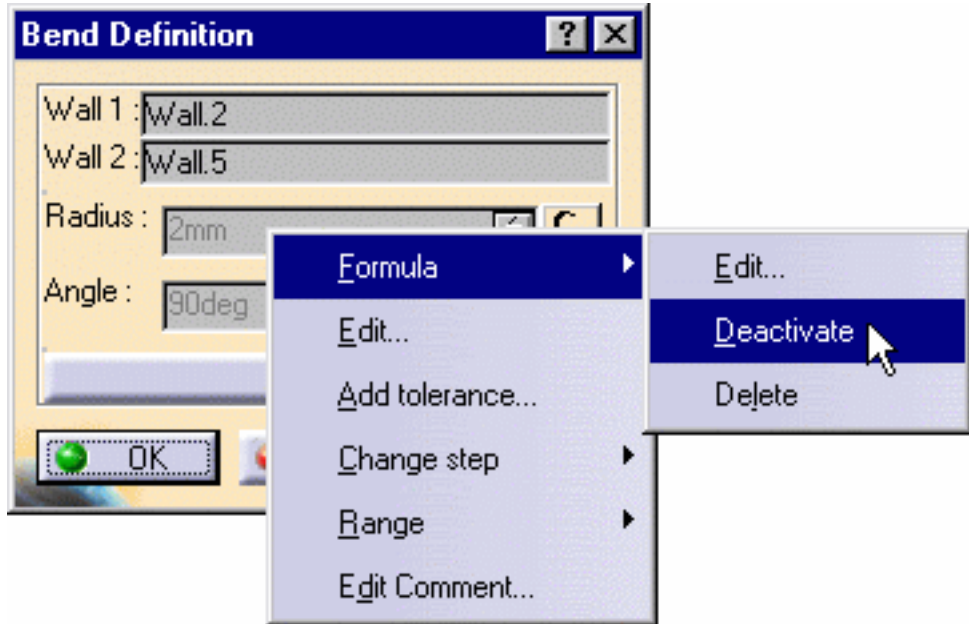 Bend Definition
Wall 1 : Wall.2
Wall 2 : Wall.5
Radius : 2mm
Angle : 90deg
OK
Formula
Edit...
Add tolerance...
Change step
Range
Edit Comment...
Edit...
Deactivate
Delete